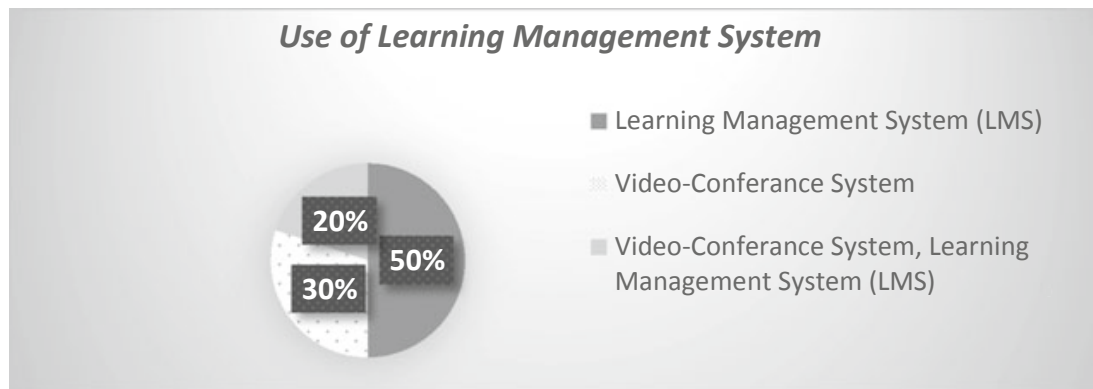 Use of Learning Management System
Learning Management System (LMS)
Video-Conferance System
Video-Conferance System, Learning
Management System (LMS)
20%
50%
30%